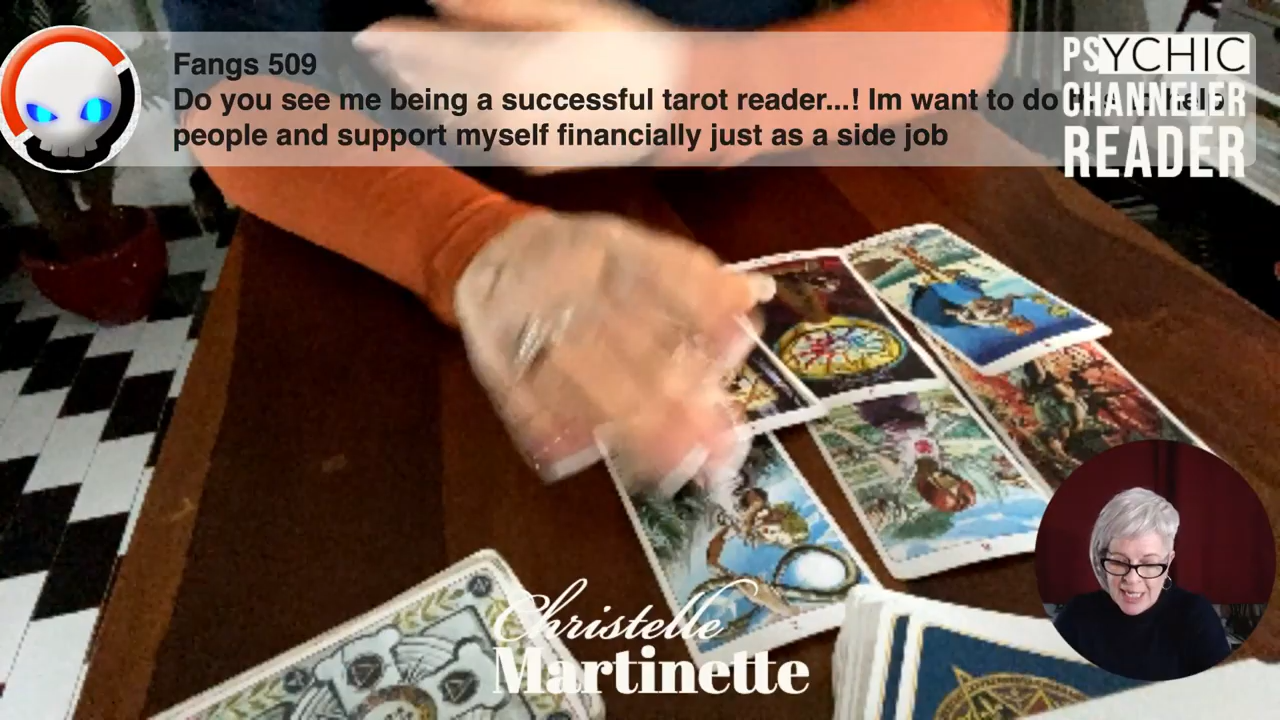 Fangs 509
Do you see me being a successful tarot reader...! Im want to do
people and support myself financially just as a side job
PSYCHIC
CHANNELER
READER
Christelle
Martinette